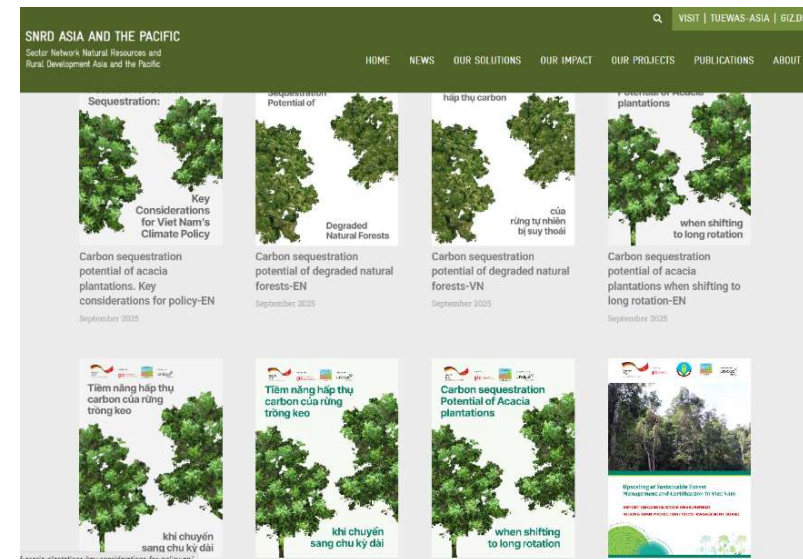 VISIT | TUEWAS-ASIA | GIZ.D
SNRD ASIA AND THE PACIFIC
Sector Network Natural Resources and
Rural Development Asia and the Pacific
HOME NEWS OUR SOLUTIONS OUR IMPACT OUR PROJECTS PUBLICATIONS ABOUT
Sequestration:
Key
Considerations
for Viet Nam's
Climate Policy
Sequestration
Potential of
Degraded
Natural Forests
hấp thụ carbon
của
rừng tự nhiên
bị suy thoái
Potential of Acacia
plantations
when shifting
to long rotation
Carbon sequestration
potential of acacia
plantations. Key
considerations for policy-EN
September 2025
Carbon sequestration
potential of degraded natural
forests-EN
September 2025
Carbon sequestration
potential of degraded natural
forests-VN
September 2025
Carbon sequestration
potential of acacia
plantations when shifting to
long rotation-EN
September 2025
Tiềm năng hấp thụ
carbon của rừng
trồng keo
khi chuyển
sang chu kỳ dài
Tiềm năng hấp thụ
carbon của rừng
trồng keo
khi chuyển
sang chu kỳ dài
Carbon sequestration
Potential of Acacia
plantations
when shifting
to long rotation
Upscaling of Sustainable Forest
Management and Certification in Viet Nam